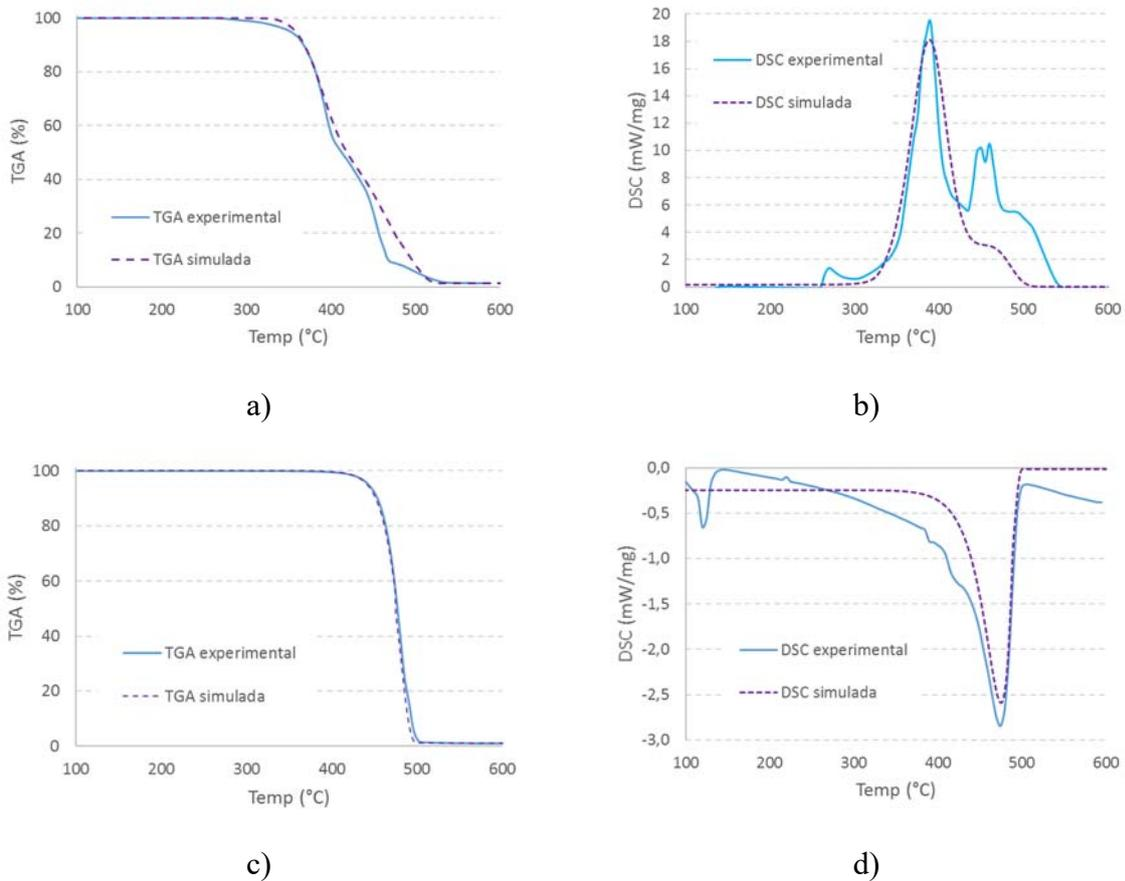 100
80
60
40
20
0
TGA (%)
TGA experimental
TGA simulada
100 200 300 400 500 600
Temp (°C)
a)
20
18
16
14
12
10
8
6
4
2
0
DSC (mW/mg)
DSC experimental
DSC simulada
100 200 300 400 500 600
Temp (°C)
b)
100
80
60
40
20
0
TGA (%)
TGA experimental
TGA simulada
100 200 300 400 500 600
Temp (°C)
c)
0,0
-0,5
-1,0
-1,5
-2,0
-2,5
-3,0
DSC (mW/mg)
DSC experimental
DSC simulada
100 200 300 400 500 600
Temp (°C)
d)